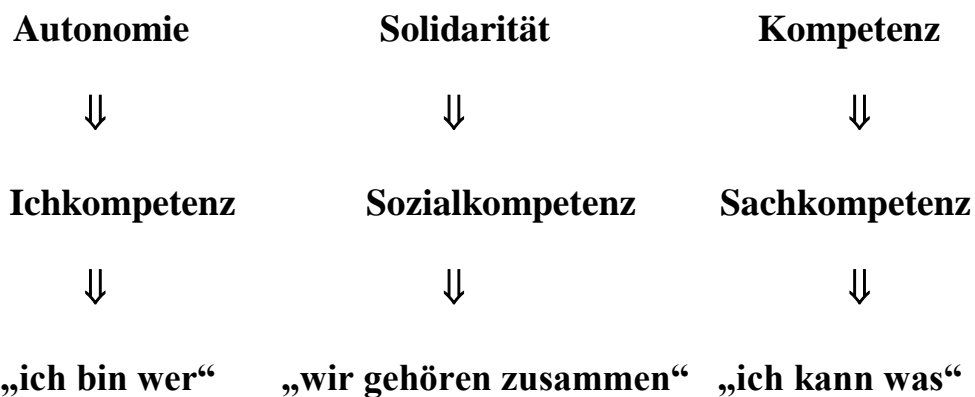 Autonomie Solidarität Kompetenz
⇓ ⇓ ⇓
Ichkompetenz Sozialkompetenz Sachkompetenz
⇓ ⇓ ⇓
„ich bin wer“ „wir gehören zusammen“ „ich kann was“